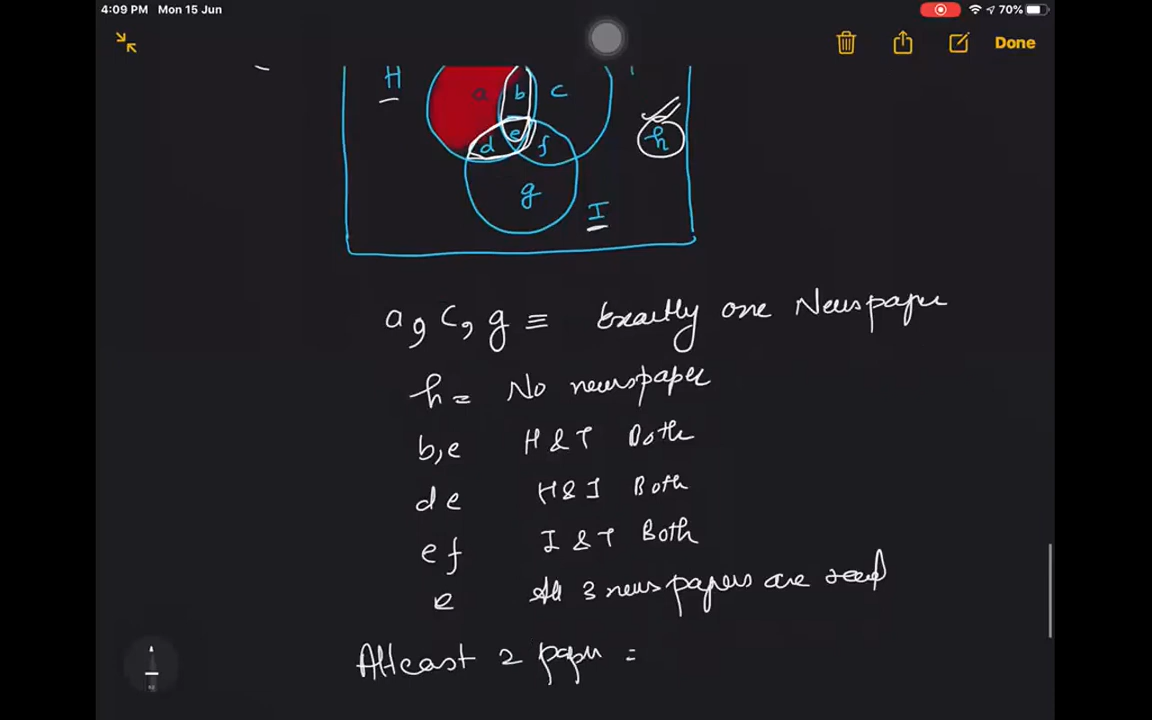 4:09 PM Mon 15 Jun 70%
Done
H a b c
d e f h
g
I
a, c, g ≡ Exactly one Newspaper
h = No newspaper
b,e H & T Both
d e H & I Both
e f I & T Both
e All 3 newspapers are read
Atleast 2 paper =